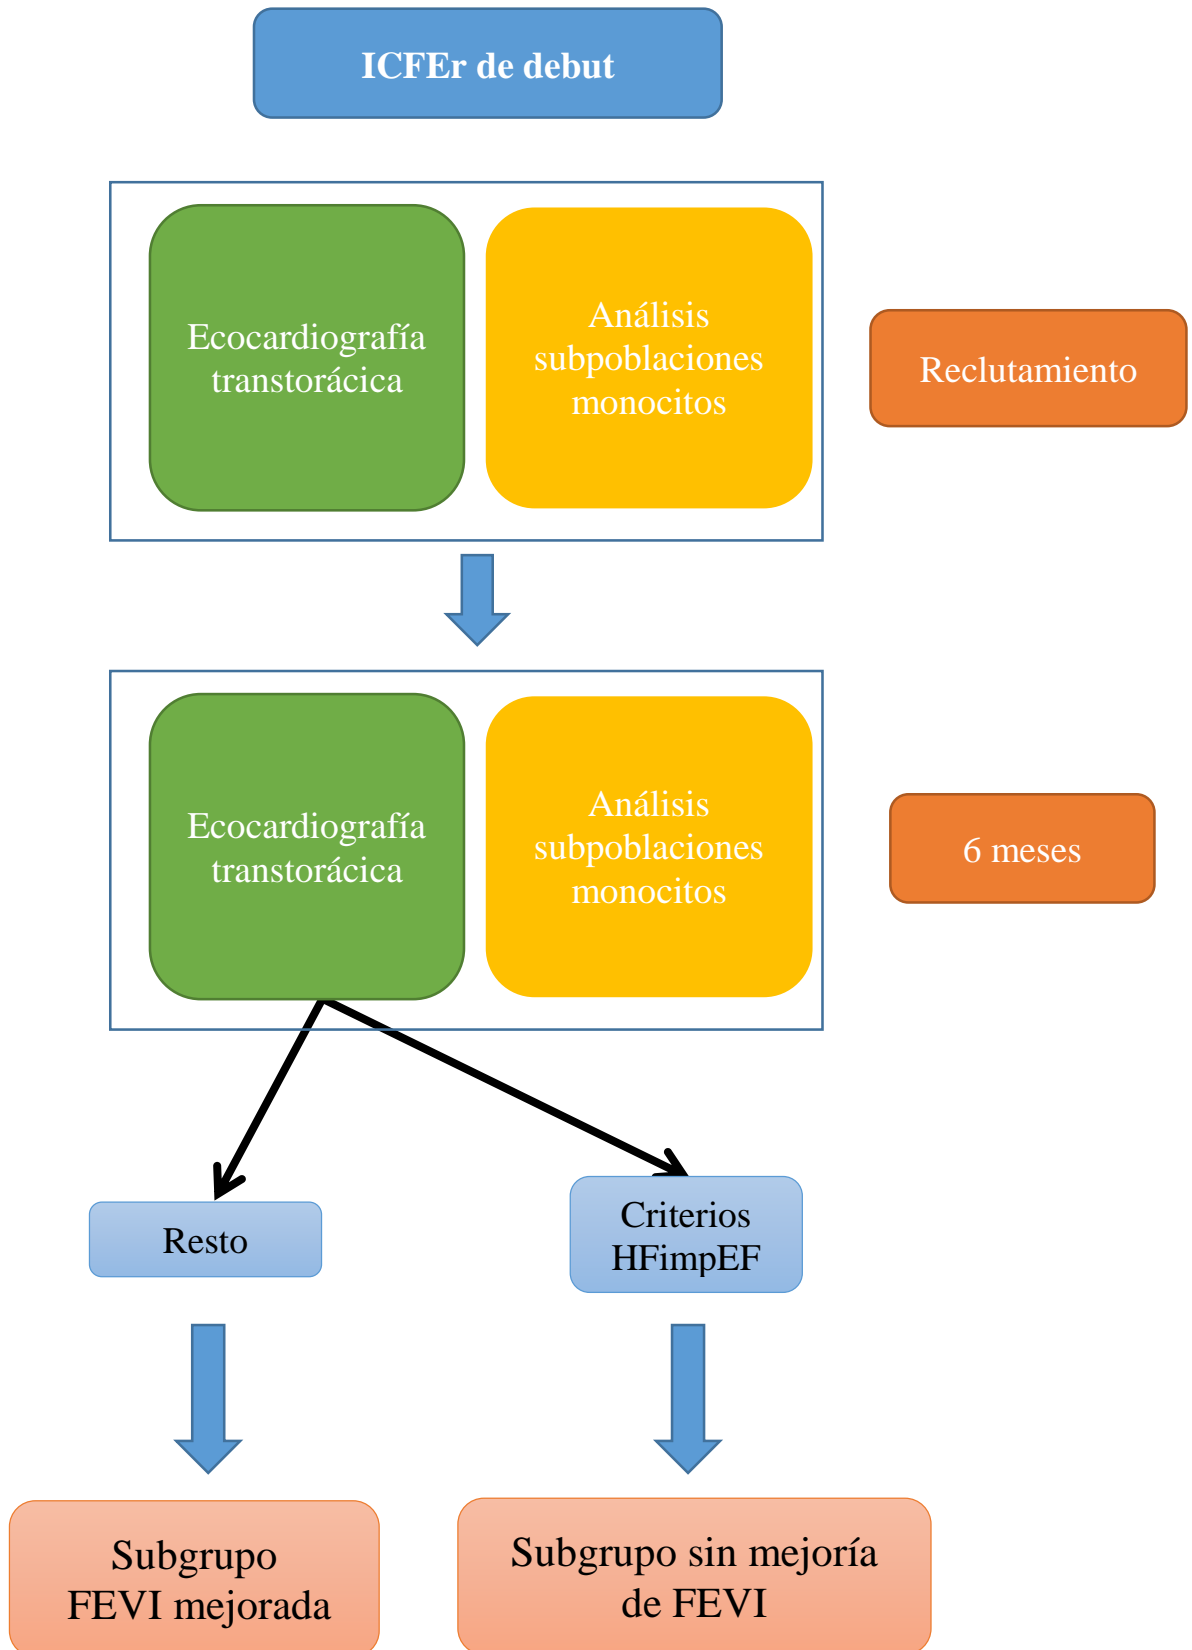 ICFEr de debut
Ecocardiografía
transtorácica
Análisis
subpoblaciones
monocitos
Reclutamiento
Ecocardiografía
transtorácica
Análisis
subpoblaciones
monocitos
6 meses
Resto
Criterios
HFimpEF
Subgrupo
FEVI mejorada
Subgrupo sin mejoría
de FEVI